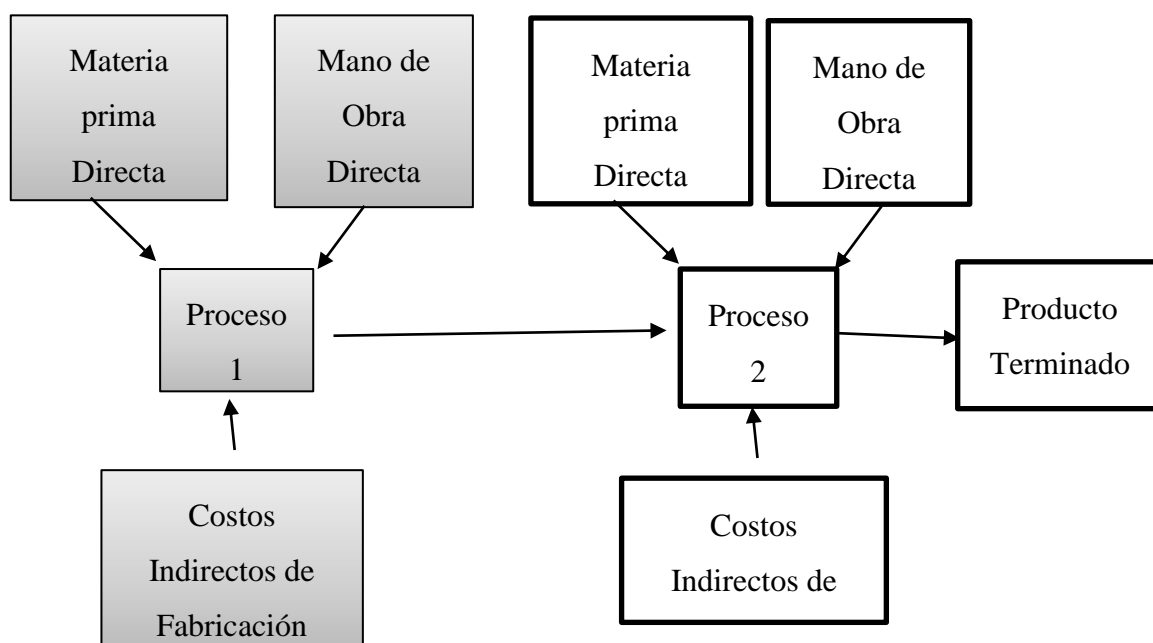 Materia
prima
Directa
Mano de
Obra
Directa
Materia
prima
Directa
Mano de
Obra
Directa
Proceso
1
Proceso
2
Producto
Terminado
Costos
Indirectos de
Fabricación
Costos
Indirectos de